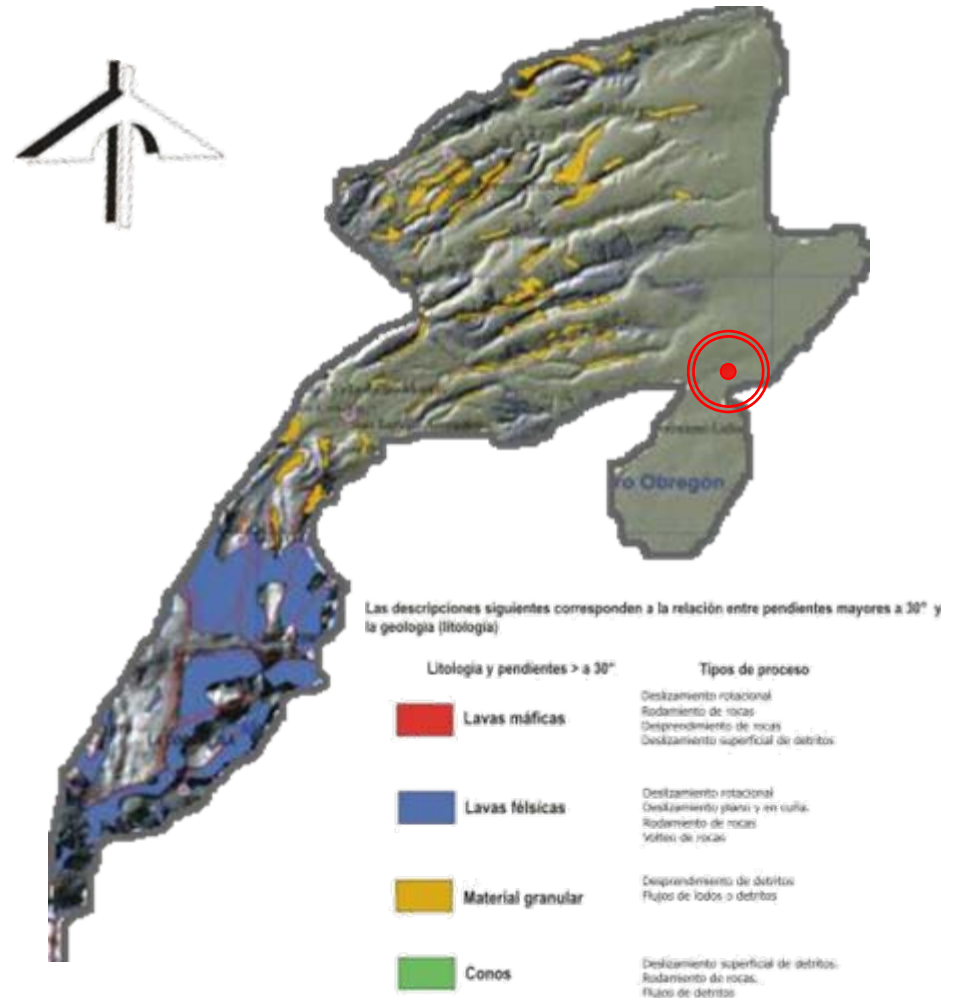 ro Obregón
Las descripciones siguientes corresponden a la relación entre pendientes mayores a 30° y
la geología (litología)
Litología y pendientes > a 30°
Tipos de proceso
Lavas máficas
Deslizamiento rotacional
Rodamiento de rocas
Desprendimiento de rocas
Deslizamiento superficial de detritos
Lavas félsicas
Deslizamiento rotacional
Deslizamiento plano y en cuña.
Rodamiento de rocas
Volteo de rocas
Material granular
Desprendimiento de detritos
Flujos de lodos o detritos
Conos
Deslizamiento superficial de detritos.
Rodamiento de rocas.
Flujos de detritos